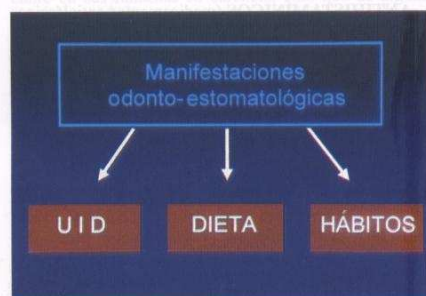 Manifestaciones
odonto-estomatológicas
U I D
DIETA
HÁBITOS